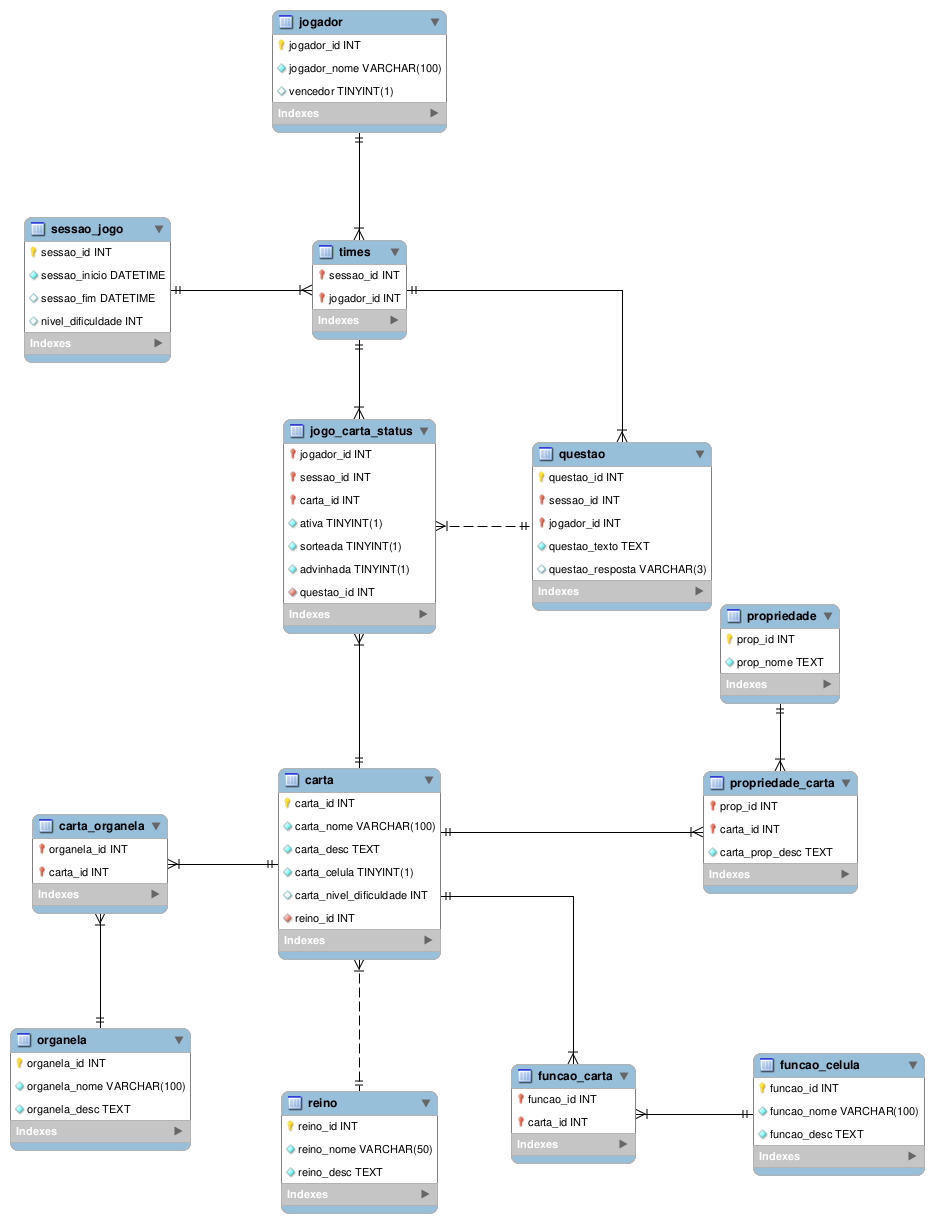 jogador
jogador_id INT
jogador_nome VARCHAR(100)
vencedor TINYINT(1)
Indexes
sessao_jogo
sessao_id INT
sessao_inicio DATETIME
sessao_fim DATETIME
nivel_dificuldade INT
Indexes
times
sessao_id INT
jogador_id INT
Indexes
jogo_carta_status
jogador_id INT
sessao_id INT
carta_id INT
ativa TINYINT(1)
sorteada TINYINT(1)
advinhada TINYINT(1)
questao_id INT
Indexes
questao
questao_id INT
sessao_id INT
jogador_id INT
questao_texto TEXT
questao_resposta VARCHAR(3)
Indexes
propriedade
prop_id INT
prop_nome TEXT
Indexes
carta
carta_id INT
carta_nome VARCHAR(100)
carta_desc TEXT
carta_celula TINYINT(1)
carta_nivel_dificuldade INT
reino_id INT
Indexes
propriedade_carta
prop_id INT
carta_id INT
carta_prop_desc TEXT
Indexes
carta_organela
organela_id INT
carta_id INT
Indexes
organela
organela_id INT
organela_nome VARCHAR(100)
organela_desc TEXT
Indexes
reino
reino_id INT
reino_nome VARCHAR(50)
reino_desc TEXT
Indexes
funcao_carta
funcao_id INT
carta_id INT
Indexes
funcao_celula
funcao_id INT
funcao_nome VARCHAR(100)
funcao_desc TEXT
Indexes